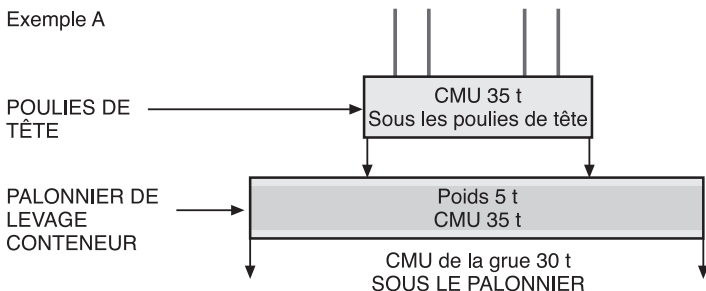 Exemple A
CMU 35 t
Sous les poulies de tête
POULIES DE
TÊTE
PALONNIER DE
LEVAGE
CONTENEUR
Poids 5 t
CMU 35 t
CMU de la grue 30 t
SOUS LE PALONNIER